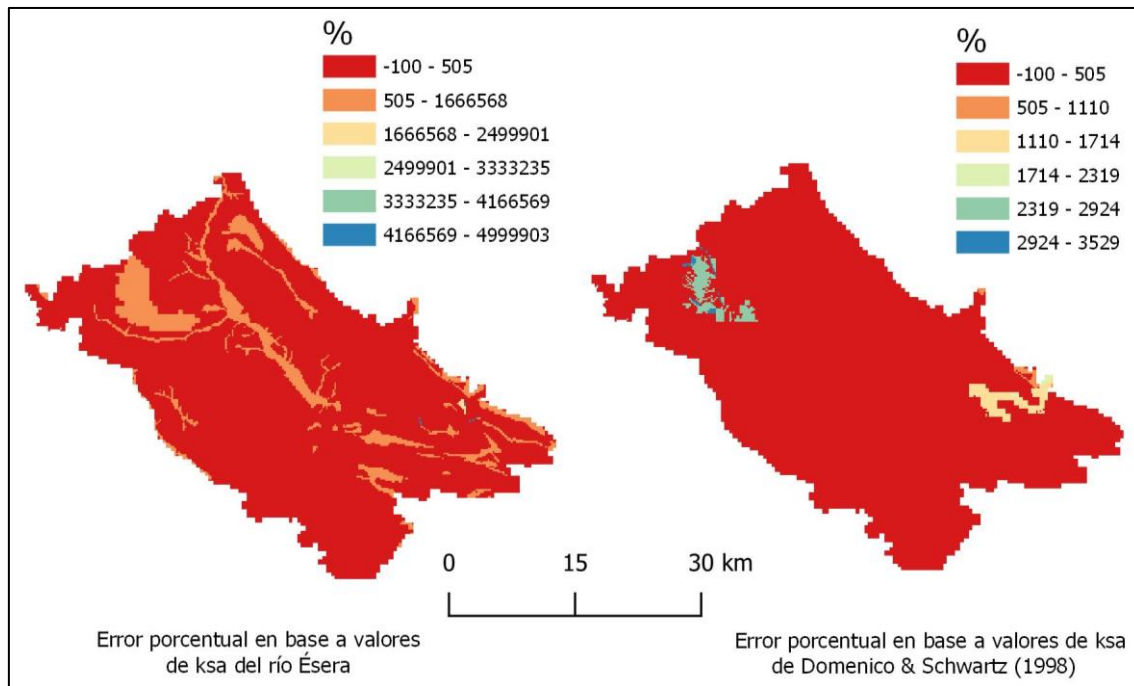 %
-100 - 505
505 - 1666568
1666568 - 2499901
2499901 - 3333235
3333235 - 4166569
4166569 - 4999903
%
-100 - 505
505 - 1110
1110 - 1714
1714 - 2319
2319 - 2924
2924 - 3529
0 15 30 km
Error porcentual en base a valores
de ksa del río Ésera
Error porcentual en base a valores de ksa
de Domenico & Schwartz (1998)